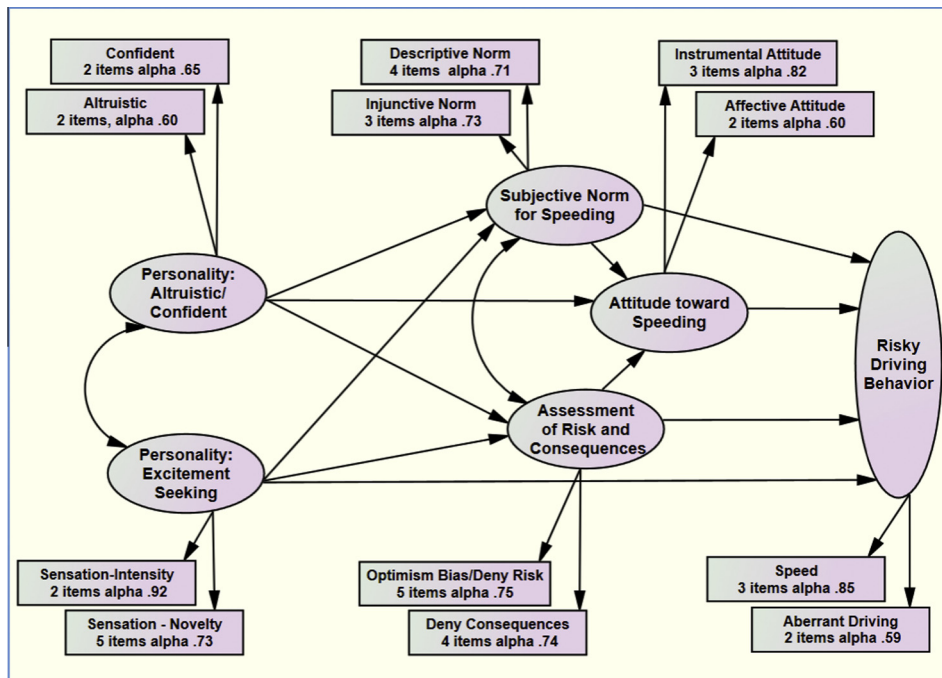 Confident
2 items alpha .65
Altruistic
2 items, alpha .60
Descriptive Norm
4 items alpha .71
Injunctive Norm
3 items alpha .73
Instrumental Attitude
3 items alpha .82
Affective Attitude
2 items alpha .60
Subjective Norm
for Speeding
Personality:
Altruistic/
Confident
Attitude toward
Speeding
Risky
Driving
Behavior
Assessment
of Risk and
Consequences
Personality:
Excitement
Seeking
Sensation-Intensity
2 items alpha .92
Sensation - Novelty
5 items alpha .73
Optimism Bias/Deny Risk
5 items alpha .75
Deny Consequences
4 items alpha .74
Speed
3 items alpha .85
Aberrant Driving
2 items alpha .59